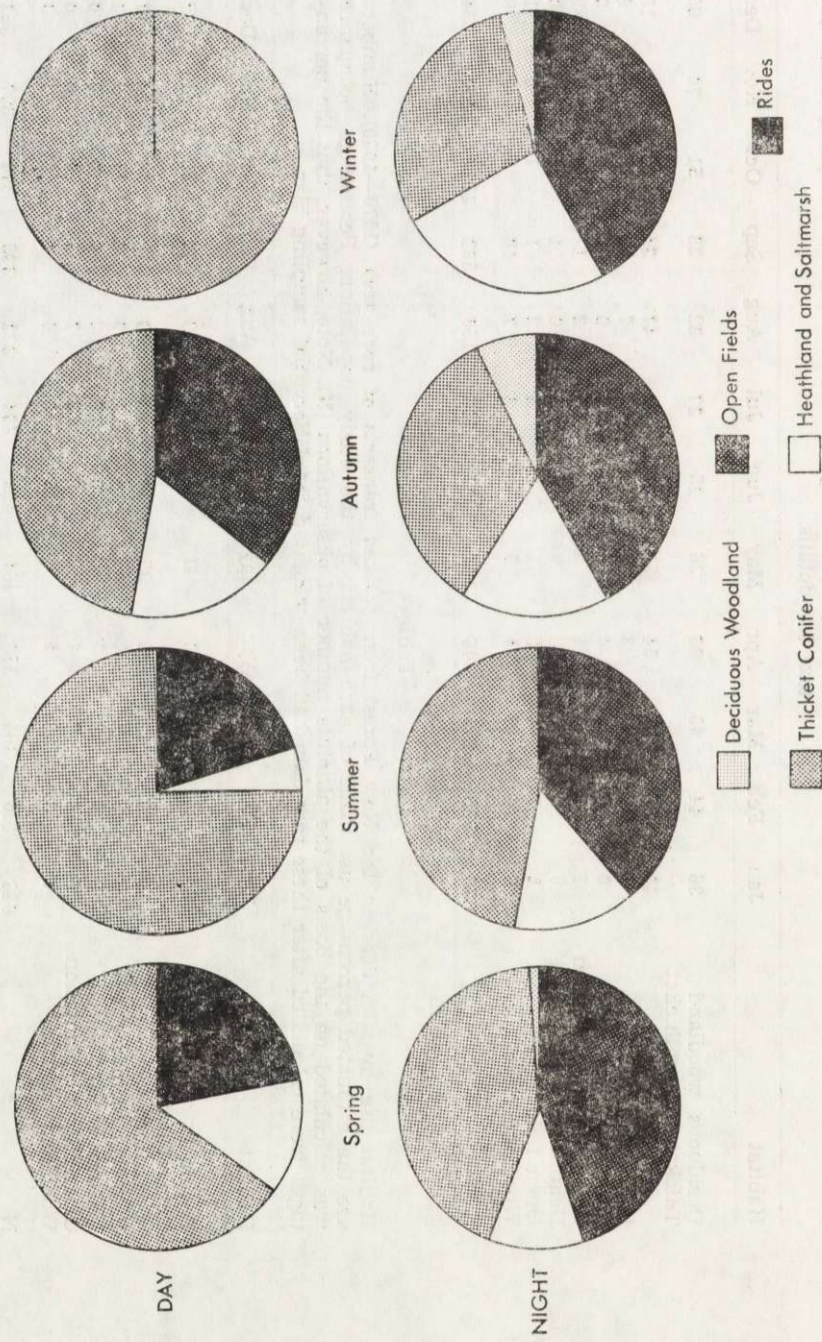 DAY
Spring Summer Autumn Winter
NIGHT
Deciduous Woodland Open Fields
Rides
Thicket Conifer Heathland and Saltmarsh